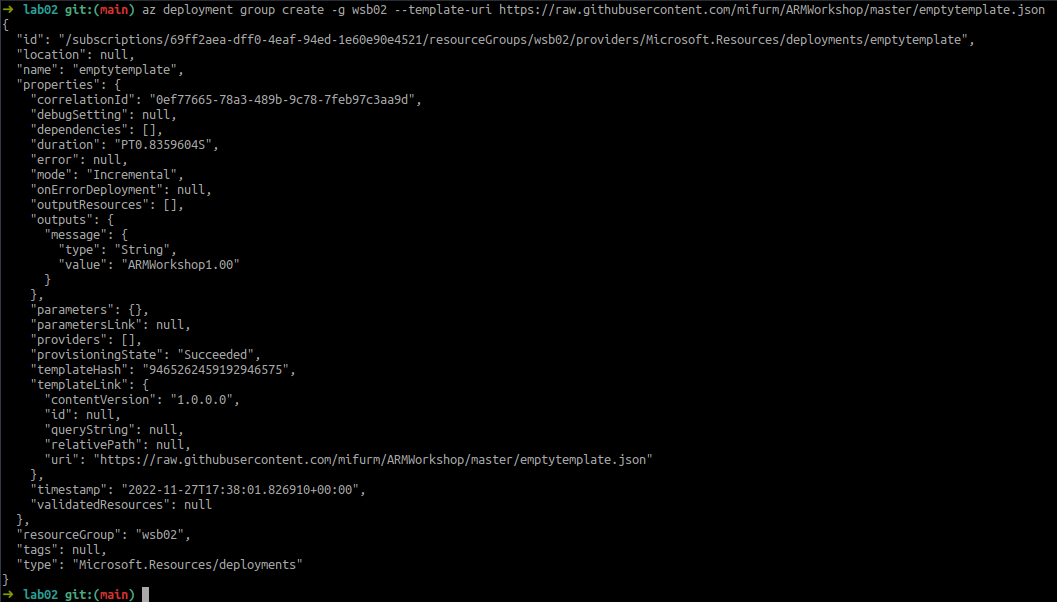 → lab02 git:(main) az deployment group create -g wsb02 --template-uri https://raw.githubusercontent.com/mifurm/ARMWorkshop/master/emptytemplate.json
{
  "id": "/subscriptions/69ff2aea-dff0-4eaf-94ed-1e60e90e4521/resourceGroups/wsb02/providers/Microsoft.Resources/deployments/emptytemplate",
  "location": null,
  "name": "emptytemplate",
  "properties": {
    "correlationId": "0ef77665-78a3-489b-9c78-7feb97c3aa9d",
    "debugSetting": null,
    "dependencies": [],
    "duration": "PT0.8359604S",
    "error": null,
    "mode": "Incremental",
    "onErrorDeployment": null,
    "outputResources": [],
    "outputs": {
      "message": {
        "type": "String",
        "value": "ARMWorkshop1.00"
      }
    },
    "parameters": {},
    "parametersLink": null,
    "providers": [],
    "provisioningState": "Succeeded",
    "templateHash": "9465262459192946575",
    "templateLink": {
      "contentVersion": "1.0.0.0",
      "id": null,
      "queryString": null,
      "relativePath": null,
      "uri": "https://raw.githubusercontent.com/mifurm/ARMWorkshop/master/emptytemplate.json"
    },
    "timestamp": "2022-11-27T17:38:01.826910+00:00",
    "validatedResources": null
  },
  "resourceGroup": "wsb02",
  "tags": null,
  "type": "Microsoft.Resources/deployments"
}
→ lab02 git:(main)